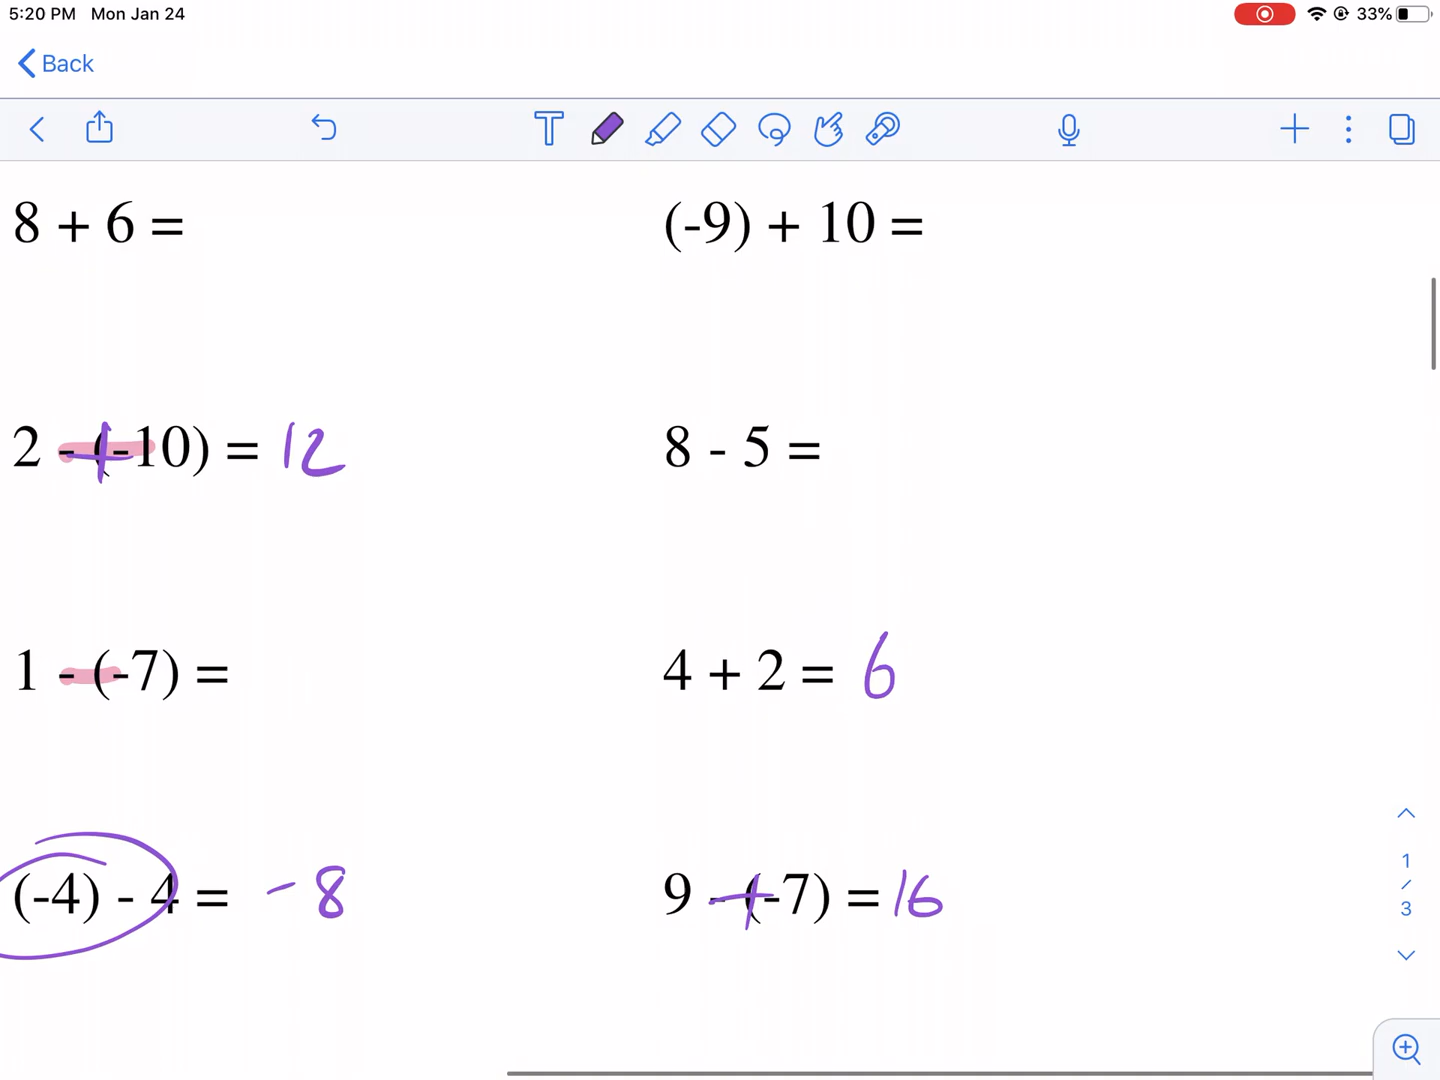 5:20 PM Mon Jan 24 33%
Back
T
8 + 6 = (-9) + 10 =
2 - (-10) = 12 8 - 5 =
1 - (-7) = 4 + 2 = 6
(-4) - 4 = -8 9 - (-7) = 16
1
/
3